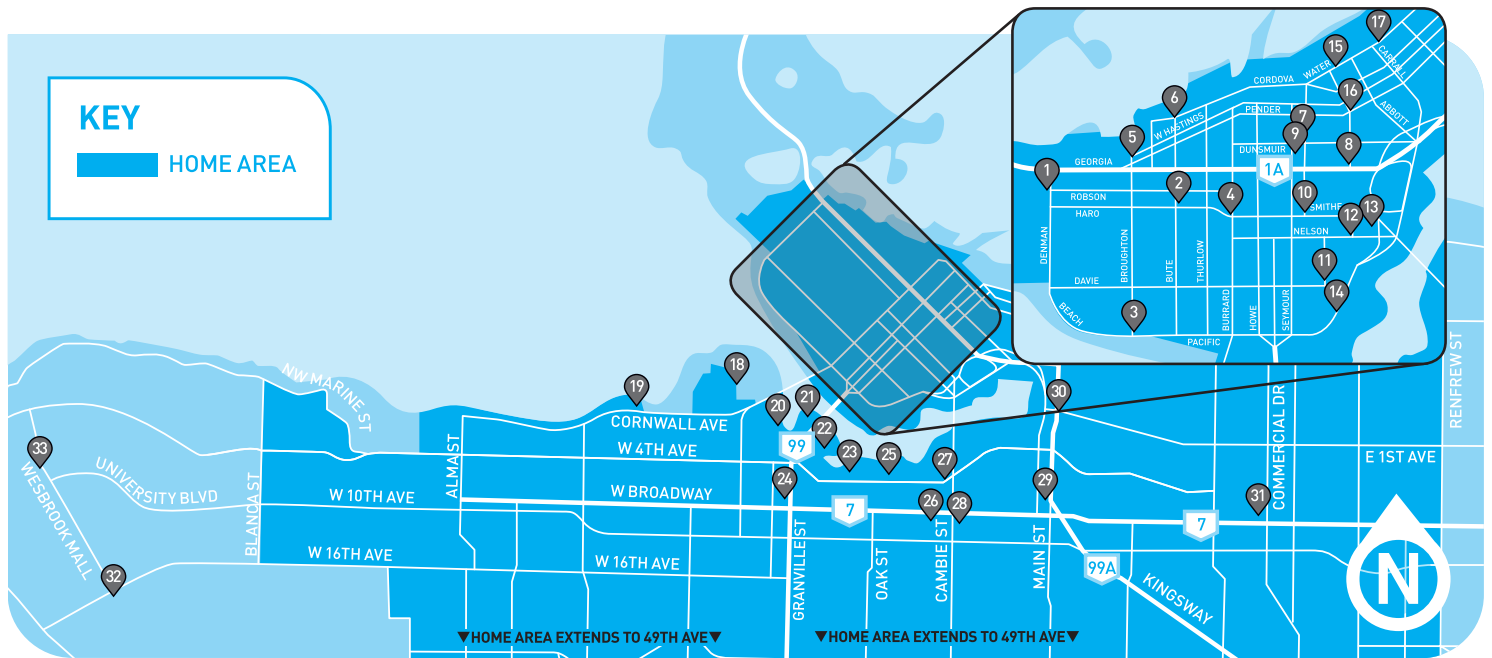 KEY
HOME AREA
17
15
CARRALL
WATER
CORDOVA
6
16
PENDER
ABBOTT
W HASTINGS
7
5
9
8
DUNSMUIR
GEORGIA
1
1A
2
4
10
ROBSON
SMITHE
13
HARO
12
NELSON
DENMAN
BROUGHTON
BUTE
THURLOW
11
DAVIE
14
BEACH
3
BURRARD
HOWE
SEYMOUR
PACIFIC
NW MARINE ST
18
19
20
21
30
CORNWALL AVE
22
99
W 4TH AVE
23
25
27
33
24
29
ALMA ST
UNIVERSITY BLVD
W 10TH AVE
W BROADWAY
26
28
31
E 1ST AVE
RENFREW ST
COMMERCIAL DR
7
7
WESBROOK MALL
BLANCA ST
W 16TH AVE
W 16TH AVE
32
GRANVILLE ST
OAK ST
CAMBIE ST
MAIN ST
99A
KINGSWAY
N
▼HOME AREA EXTENDS TO 49TH AVE▼
▼HOME AREA EXTENDS TO 49TH AVE▼